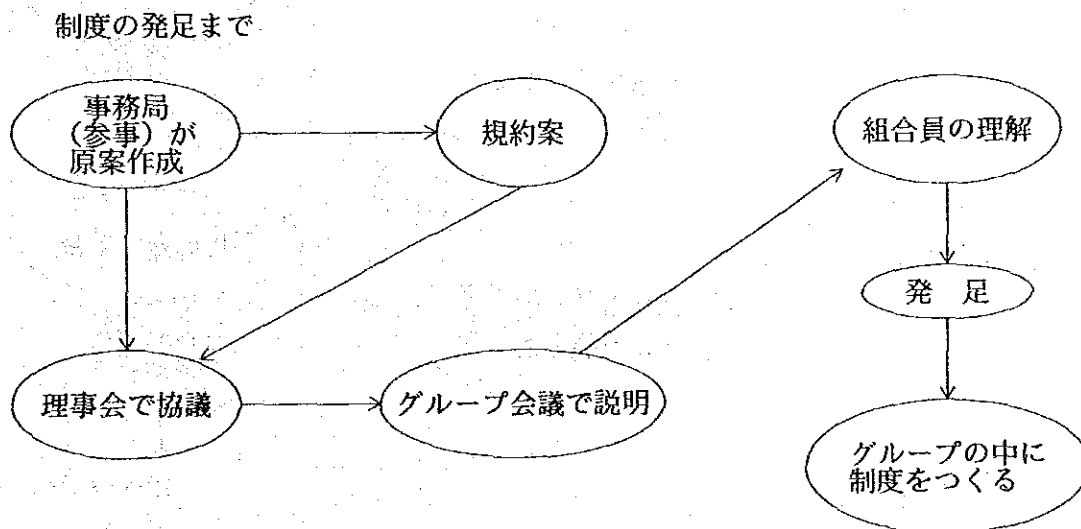 制度の発足まで
事務局
(参事)が
原案作成
規約案
組合員の理解
発 足
理事会で協議
グループ会議で説明
グループの中に
制度をつくる